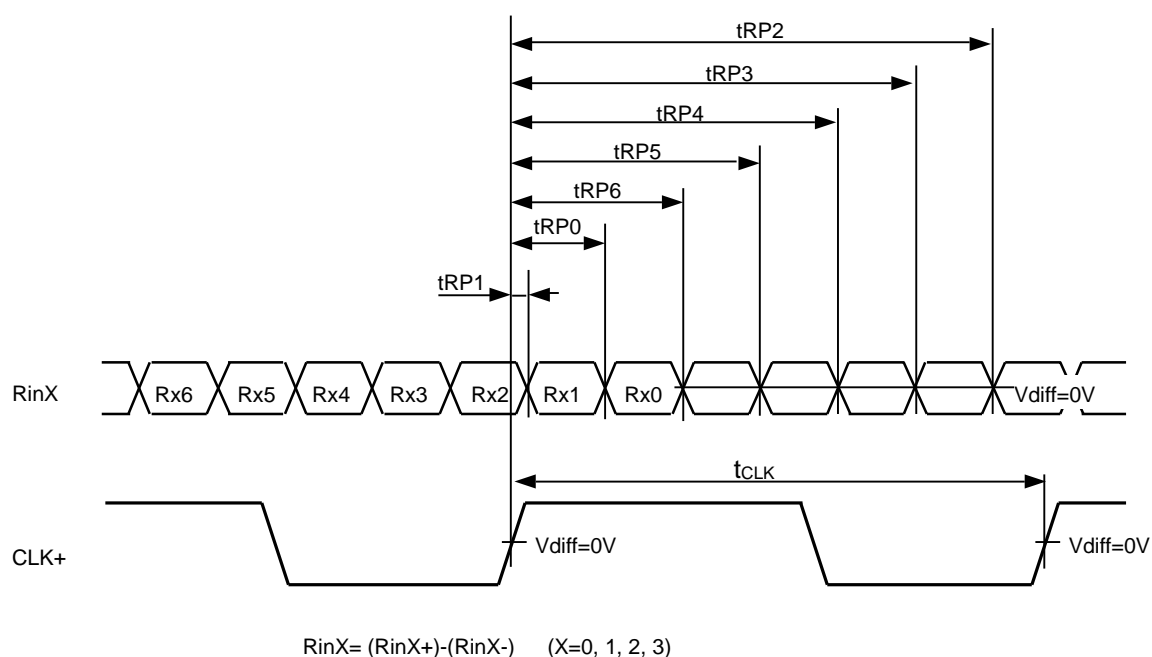 tRP2
tRP3
tRP4
tRP5
tRP6
tRP0
tRP1
RinX Rx6 Rx5 Rx4 Rx3 Rx2 Rx1 Rx0 Vdiff=0V
tCLK
CLK+ Vdiff=0V Vdiff=0V
RinX= (RinX+)-(RinX-) (X=0, 1, 2, 3)